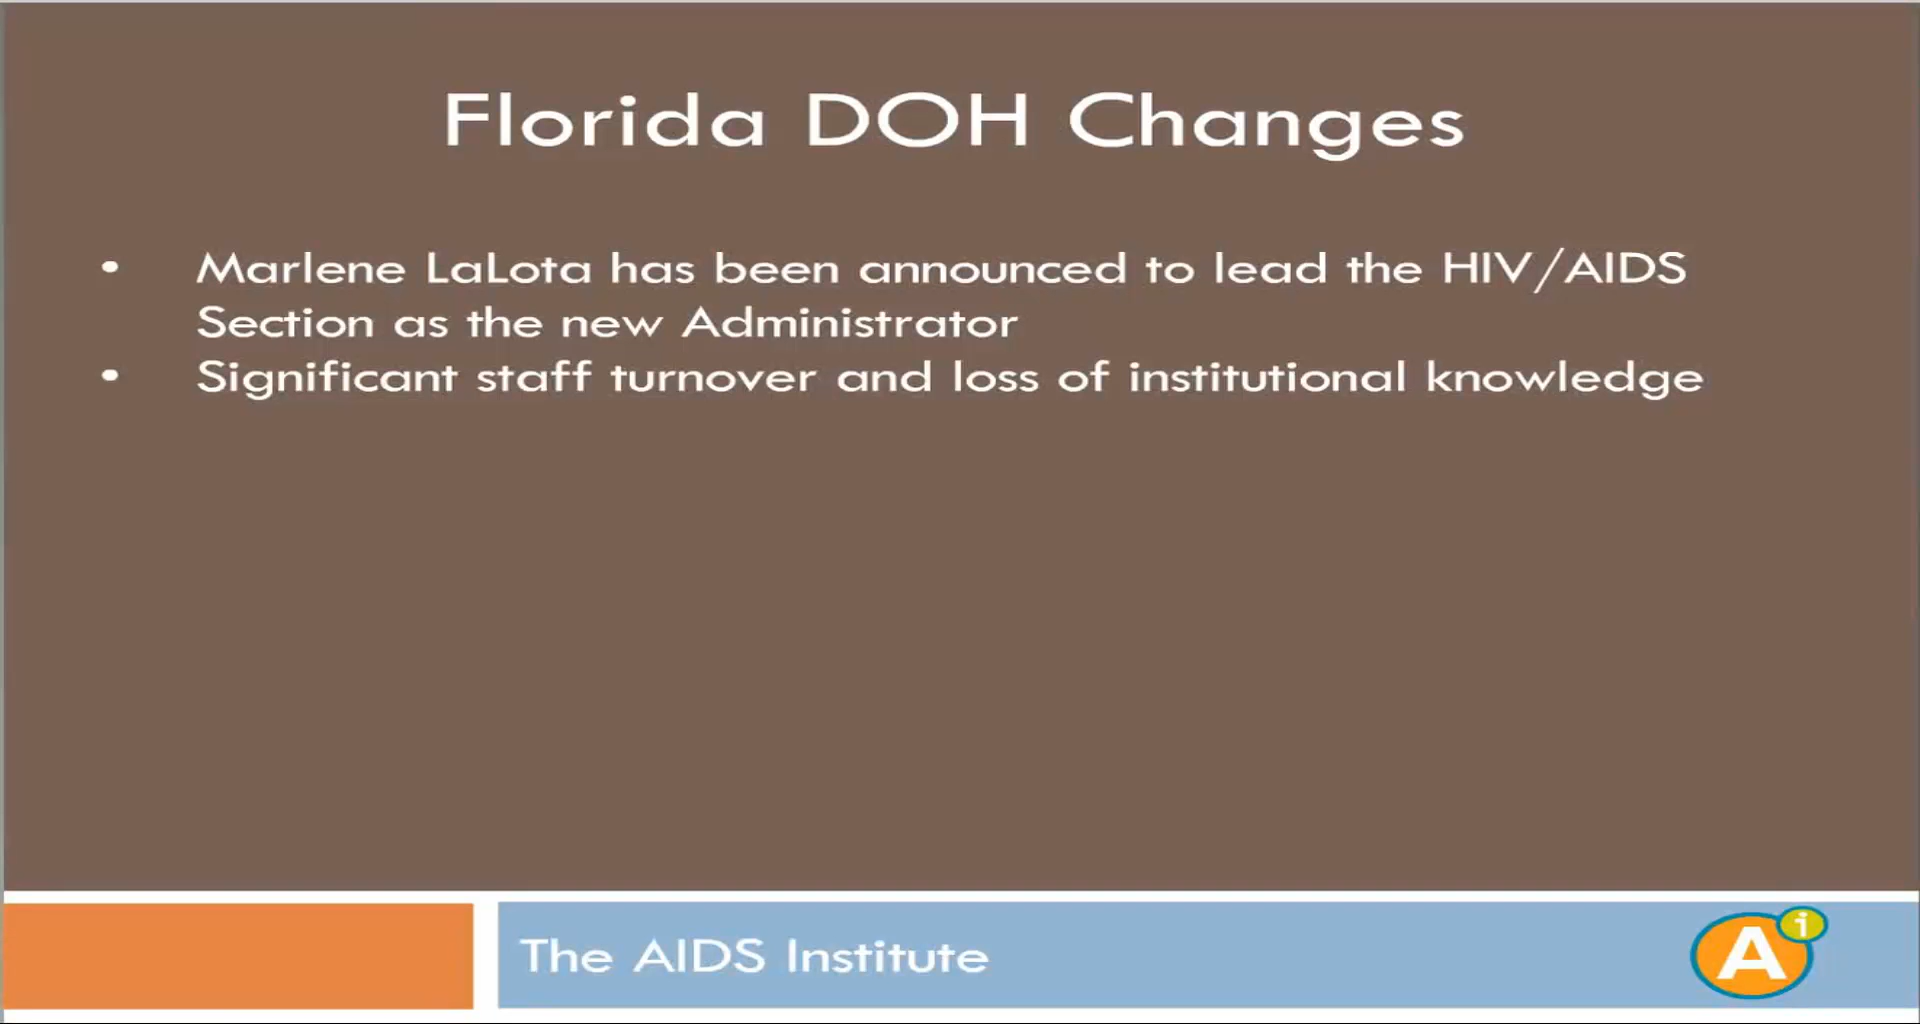 Florida DOH Changes
• Marlene LaLota has been announced to lead the HIV/AIDS
Section as the new Administrator
• Significant staff turnover and loss of institutional knowledge
The AIDS Institute
A i